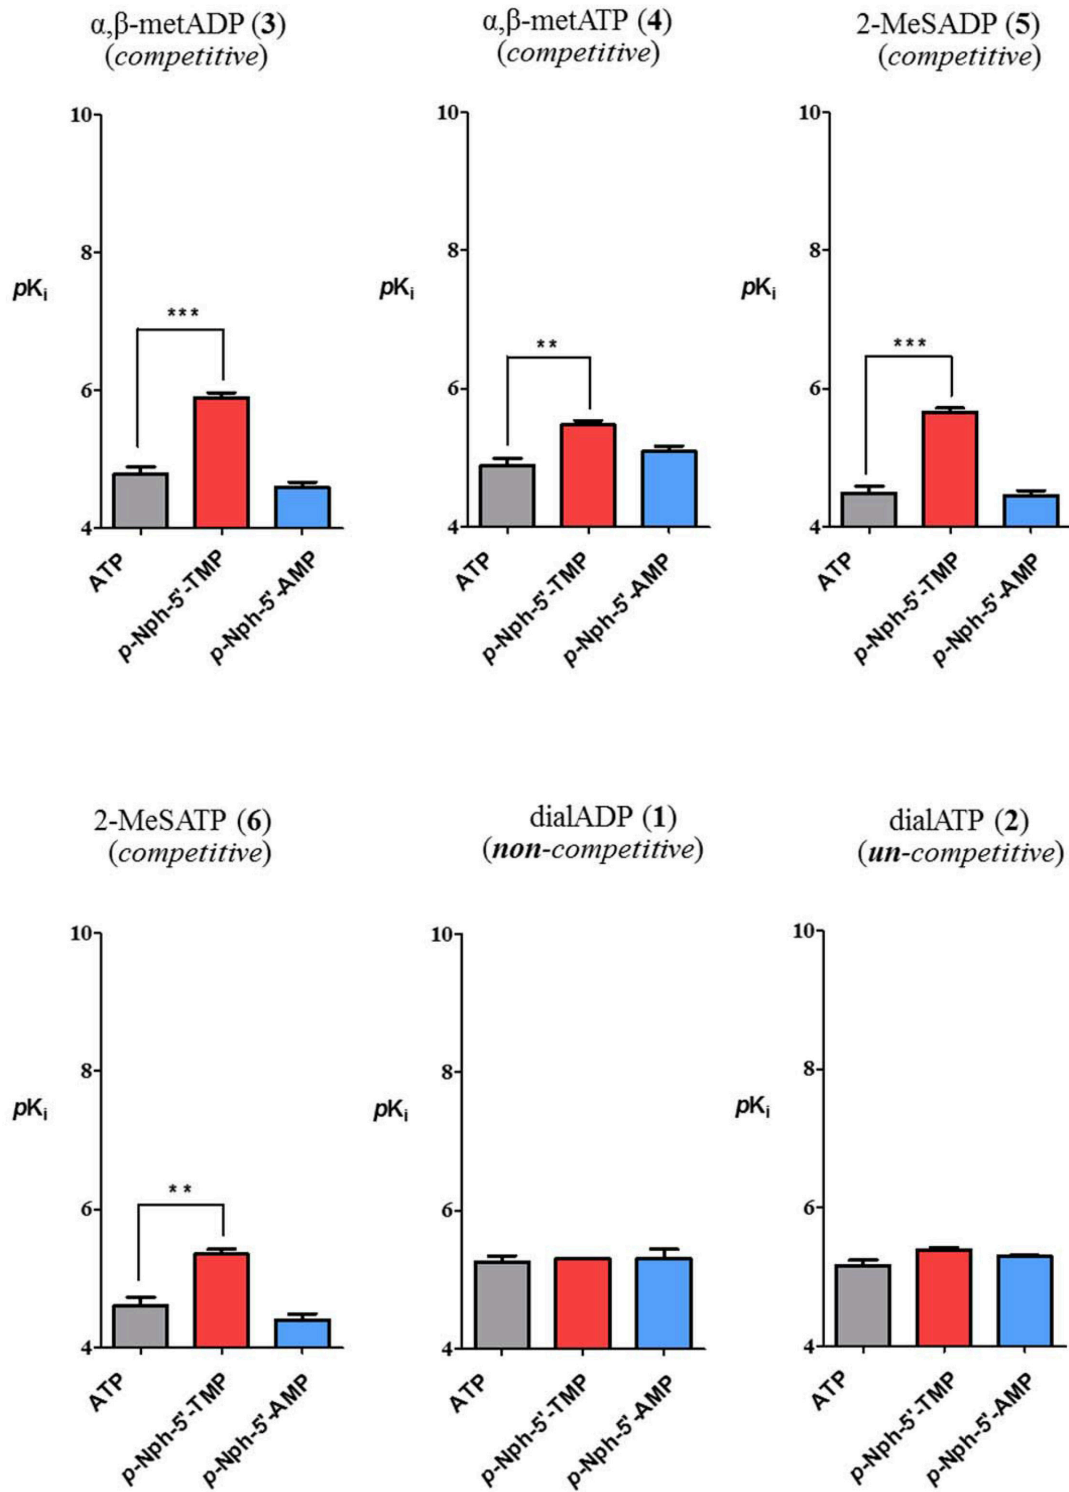 α,β-metADP (3)
(competitive)
α,β-metATP (4)
(competitive)
2-MeSADP (5)
(competitive)
10
8
6
4
pKi
***
ATP
p-Nph-5'-TMP
p-Nph-5'-AMP
10
8
6
4
pKi
**
ATP
p-Nph-5'-TMP
p-Nph-5'-AMP
10
8
6
4
pKi
***
ATP
p-Nph-5'-TMP
p-Nph-5'-AMP
2-MeSATP (6)
(competitive)
dialADP (1)
(non-competitive)
dialATP (2)
(un-competitive)
10
8
6
4
pKi
**
ATP
p-Nph-5'-TMP
p-Nph-5'-AMP
10
8
6
4
pKi
ATP
p-Nph-5'-TMP
p-Nph-5'-AMP
10
8
6
4
pKi
ATP
p-Nph-5'-TMP
p-Nph-5'-AMP